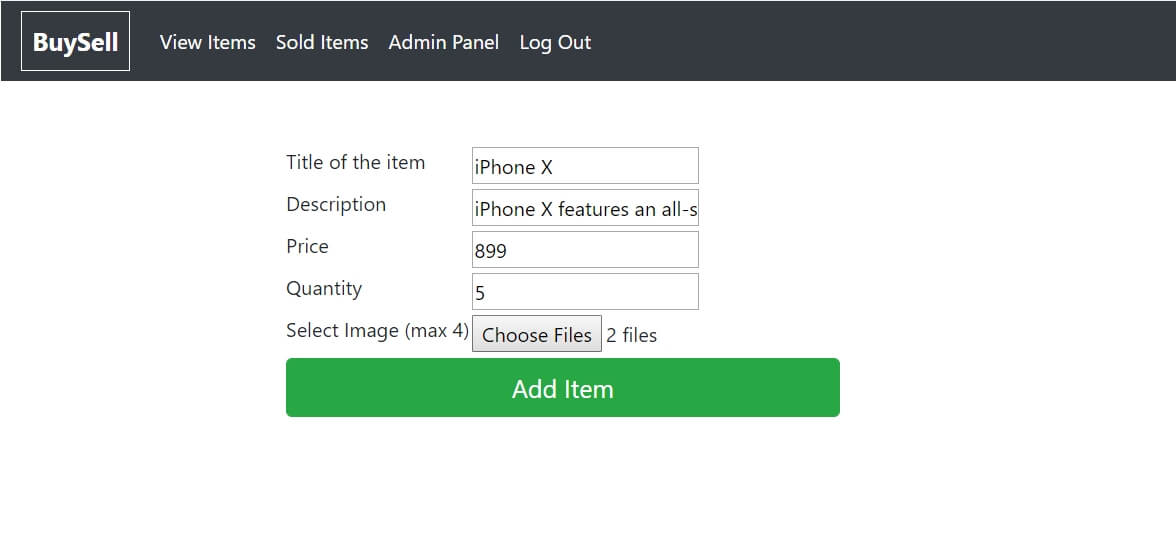 BuySell View Items Sold Items Admin Panel Log Out
Title of the item iPhone X
Description iPhone X features an all-s
Price 899
Quantity 5
Select Image (max 4) Choose Files 2 files
Add Item